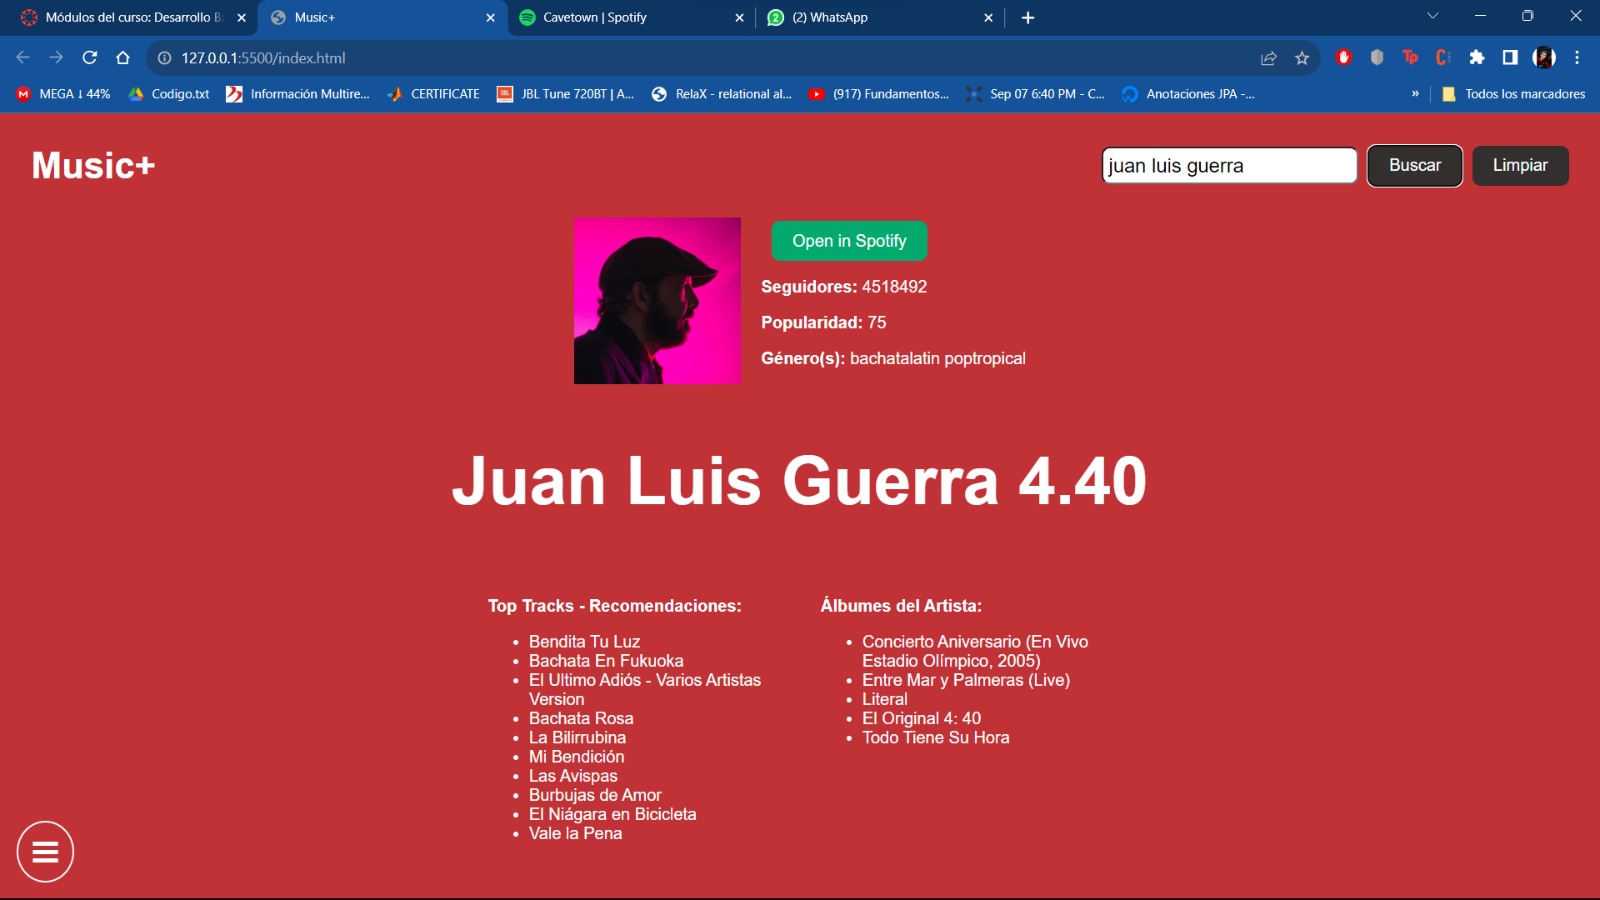 Módulos del curso: Desarrollo B
Music+
Cavetown | Spotify
(2) WhatsApp
127.0.0.1:5500/index.html
MEGA ⇂ 44%
Codigo.txt
Información Multire...
CERTIFICATE
JBL Tune 720BT | A...
RelaX - relational al...
(917) Fundamentos...
Sep 07 6:40 PM - C...
Anotaciones JPA -...
»
Todos los marcadores
Music+
juan luis guerra
Buscar
Limpiar
Open in Spotify
Seguidores: 4518492
Popularidad: 75
Género(s): bachatalatin poptropical
Juan Luis Guerra 4.40
Top Tracks - Recomendaciones:
• Bendita Tu Luz
• Bachata En Fukuoka
• El Ultimo Adiós - Varios Artistas
Version
• Bachata Rosa
• La Bilirrubina
• Mi Bendición
• Las Avispas
• Burbujas de Amor
• El Niágara en Bicicleta
• Vale la Pena
Álbumes del Artista:
• Concierto Aniversario (En Vivo
Estadio Olímpico, 2005)
• Entre Mar y Palmeras (Live)
• Literal
• El Original 4: 40
• Todo Tiene Su Hora